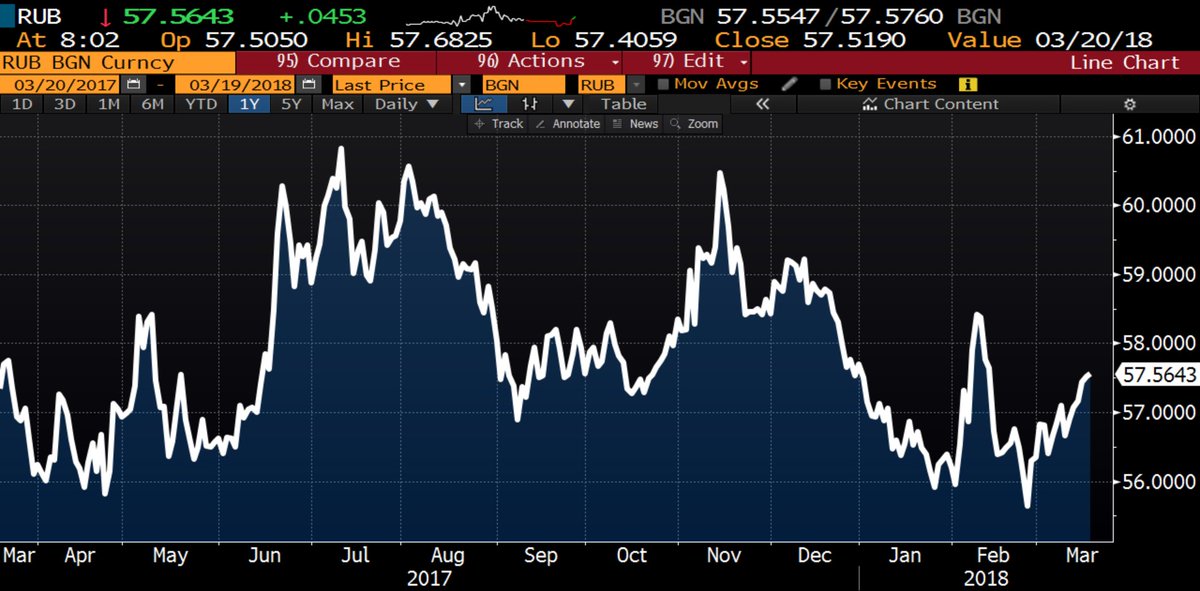 RUB ↓ 57.5643 +.0453 BGN 57.5547/57.5760 BGN
At 8:02 Op 57.5050 Hi 57.6825 Lo 57.4059 Close 57.5190 Value 03/20/18
RUB BGN Curncy 95) Compare 96) Actions 97) Edit Line Chart
03/20/2017 - 03/19/2018 Last Price BGN RUB Mov Avgs Key Events i
1D 3D 1M 6M YTD 1Y 5Y Max Daily ▼ Table « Chart Content
Track Annotate News Zoom
61.0000
60.0000
59.0000
58.0000
57.5643
57.0000
56.0000
Mar Apr May Jun Jul Aug Sep Oct Nov Dec Jan Feb Mar
2017 2018